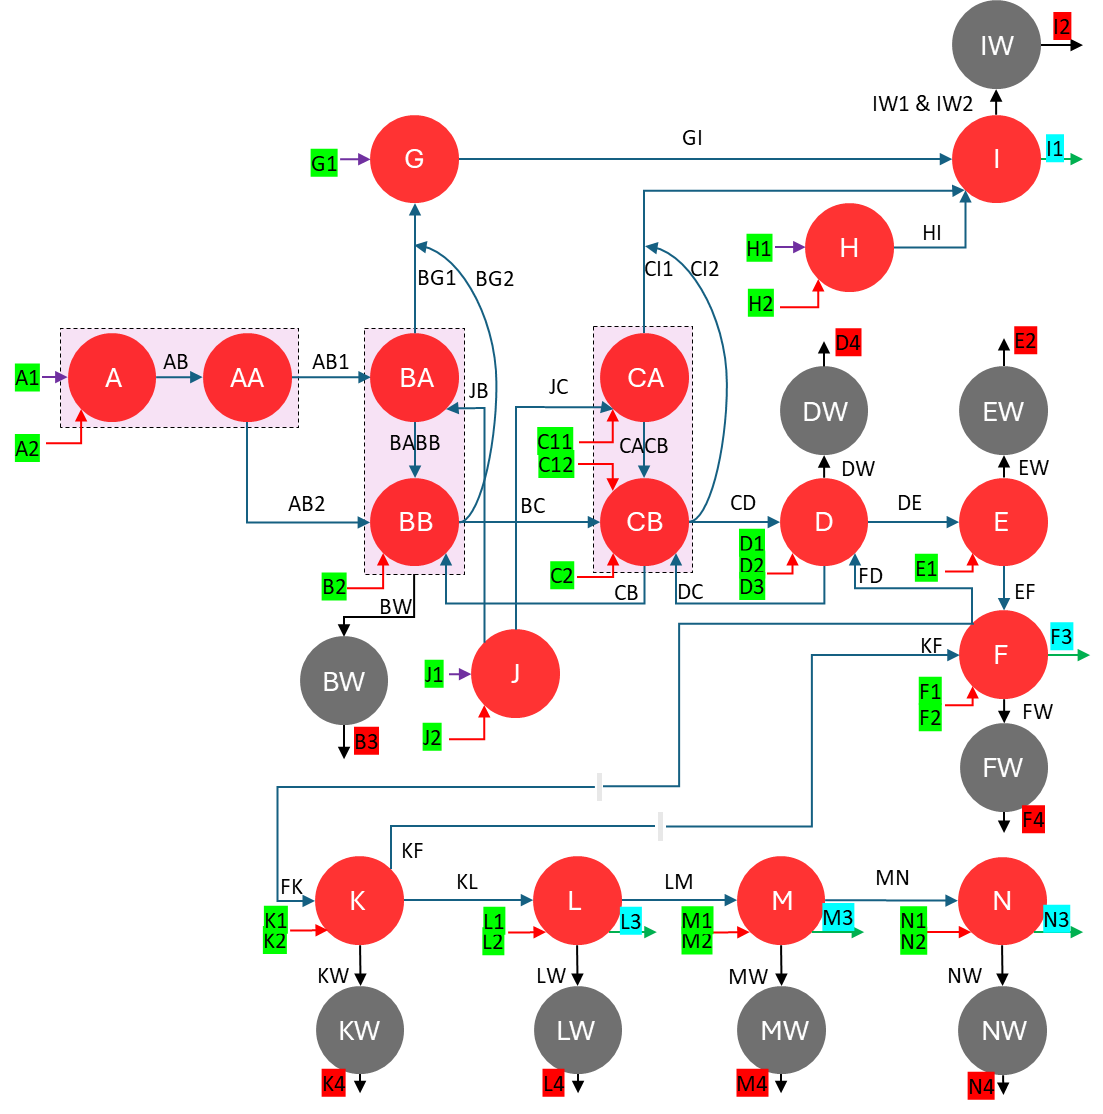 I2
IW
IW1 & IW2
GI
I1
G1
G
I
H1
H
HI
H2
BG1
BG2
CI1
CI2
D4
E2
A1
A
AB
AA
AB1
BA
JB
JC
CA
DW
EW
A2
BABB
C11
CACB
C12
DW
EW
AB2
BB
BC
CB
CD
D
DE
E
D1
D2
D3
B2
C2
E1
BW
CB
DC
FD
EF
F3
BW
J1
J
KF
F
F1
F2
FW
B3
J2
FW
F4
KF
FK
K
KL
L
LM
M
MN
N
K1
K2
L1
L2
L3
M1
M2
M3
N1
N2
N3
KW
LW
MW
NW
KW
LW
MW
NW
K4
L4
M4
N4